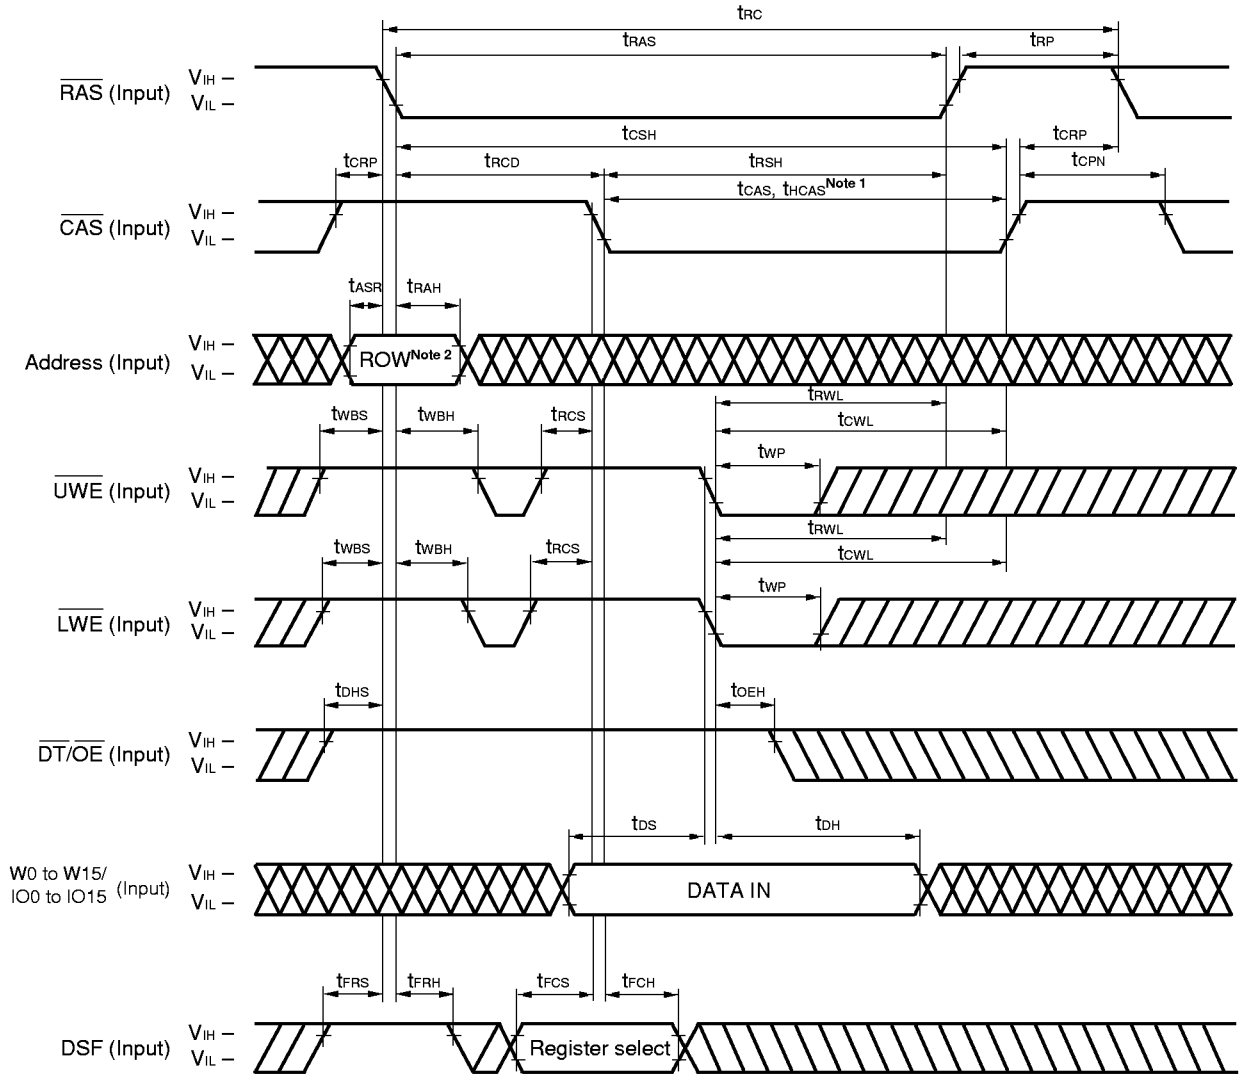 tRC
tRAS
tRP
RAS (Input)
VIH –
VIL –
tCSH
tCRP
tCRP
tRCD
tRSH
tCPN
tCAS, tHCAS Note 1
CAS (Input)
VIH –
VIL –
tASR
tRAH
Address (Input)
VIH –
VIL –
ROW Note 2
tRWL
tWBS
tWBH
tRCS
tCWL
tWP
UWE (Input)
VIH –
VIL –
tRWL
tWBS
tWBH
tRCS
tCWL
tWP
LWE (Input)
VIH –
VIL –
tDHS
tOEH
DT/OE (Input)
VIH –
VIL –
tDS
tDH
W0 to W15/
IO0 to IO15 (Input)
VIH –
VIL –
DATA IN
tFRS
tFRH
tFCS
tFCH
DSF (Input)
VIH –
VIL –
Register select